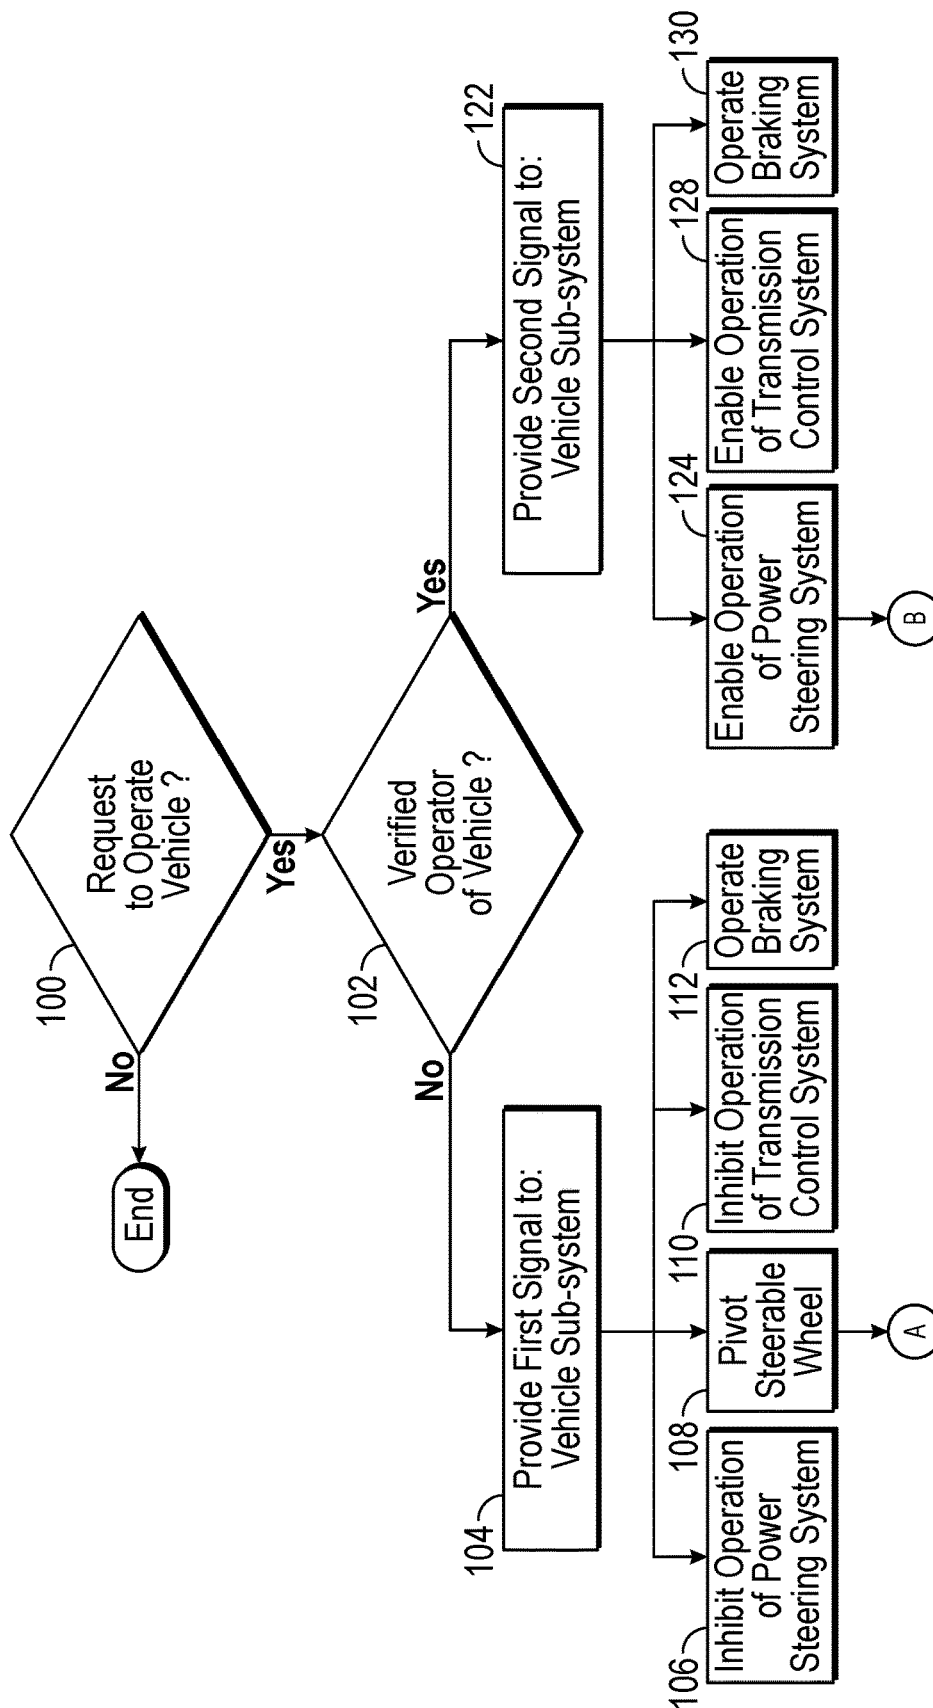 100
Request
to Operate
Vehicle ?
No
End
Yes
102
Verified
Operator
of Vehicle ?
No
Yes
104
Provide First Signal to:
Vehicle Sub-system
122
Provide Second Signal to:
Vehicle Sub-system
106
Inhibit Operation
of Power
Steering System
108
Pivot
Steerable
Wheel
110
Inhibit Operation
of Transmission
Control System
112
Operate
Braking
System
124
Enable Operation
of Power
Steering System
128
Enable Operation
of Transmission
Control System
130
Operate
Braking
System
A
B